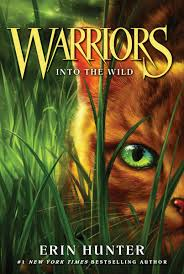 WARRIORS
INTO THE WILD
ERIN HUNTER
#1 NEW YORK TIMES BESTSELLING AUTHOR